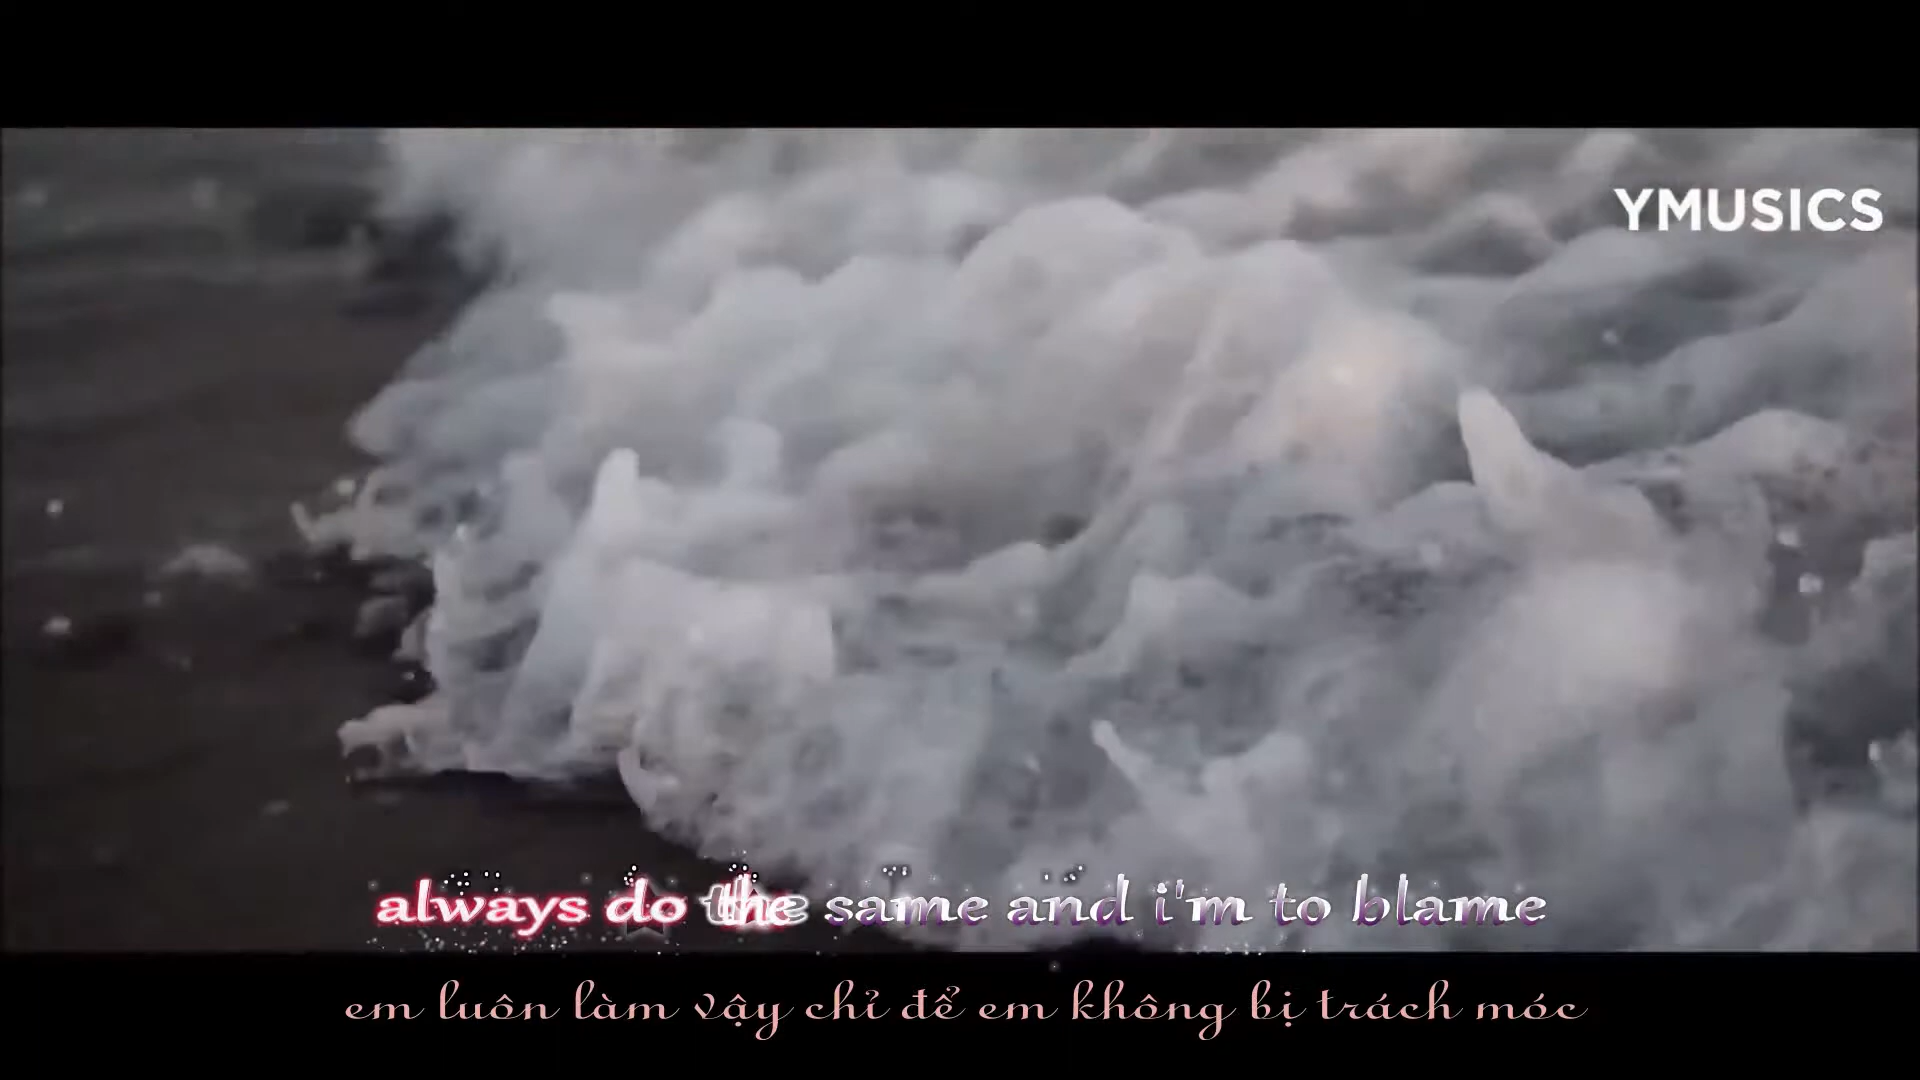 YMUSICS
always do the same and i'm to blame
em luôn làm vậy chỉ để em không bị trách móc